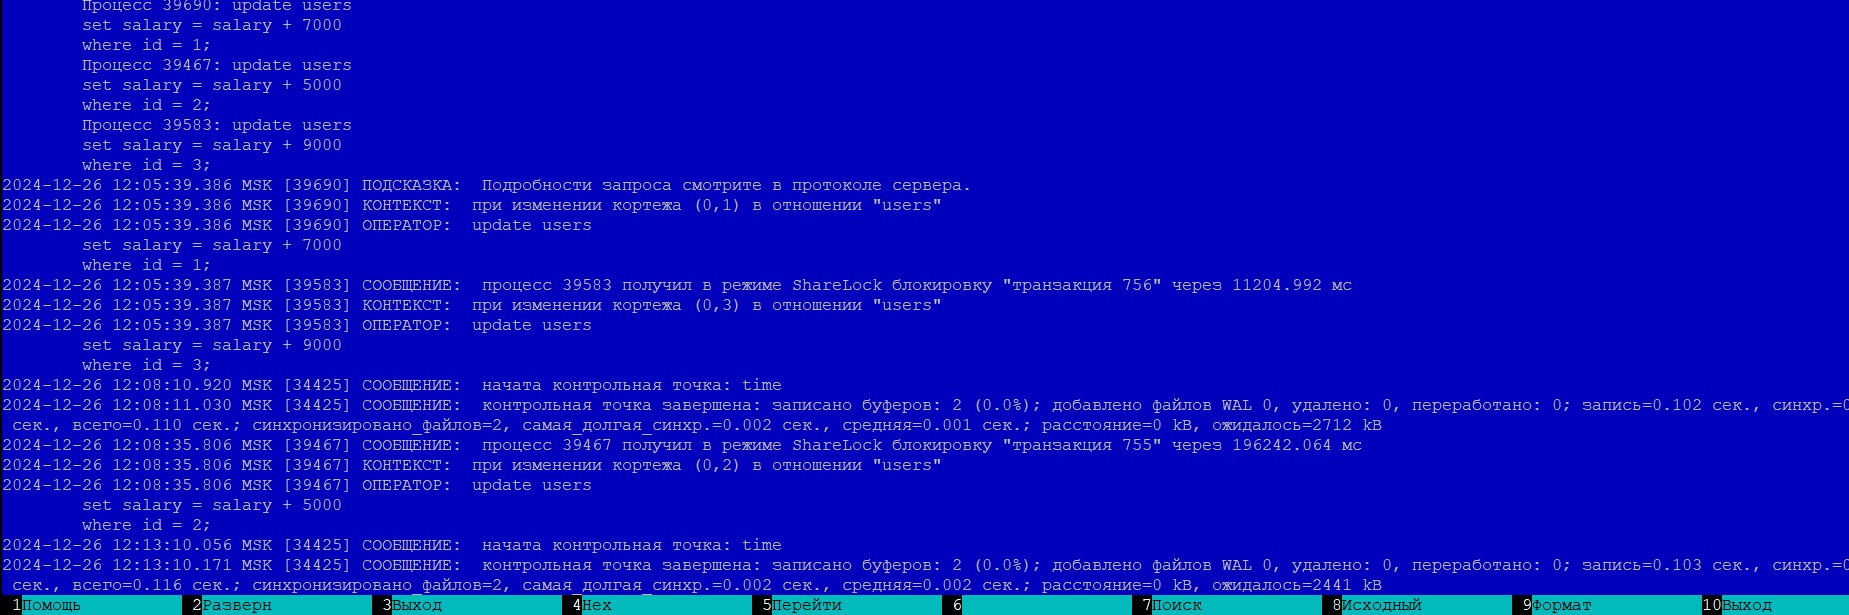 Процесс 39690: update users
set salary = salary + 7000
where id = 1;
Процесс 39467: update users
set salary = salary + 5000
where id = 2;
Процесс 39583: update users
set salary = salary + 9000
where id = 3;
2024-12-26 12:05:39.386 MSK [39690] ПОДСКАЗКА:  Подробности запроса смотрите в протоколе сервера.
2024-12-26 12:05:39.386 MSK [39690] КОНТЕКСТ:  при изменении кортежа (0,1) в отношении "users"
2024-12-26 12:05:39.386 MSK [39690] ОПЕРАТОР:  update users
set salary = salary + 7000
where id = 1;
2024-12-26 12:05:39.387 MSK [39583] СООБЩЕНИЕ:  процесс 39583 получил в режиме ShareLock блокировку "транзакция 756" через 11204.992 мс
2024-12-26 12:05:39.387 MSK [39583] КОНТЕКСТ:  при изменении кортежа (0,3) в отношении "users"
2024-12-26 12:05:39.387 MSK [39583] ОПЕРАТОР:  update users
set salary = salary + 9000
where id = 3;
2024-12-26 12:08:10.920 MSK [34425] СООБЩЕНИЕ:  начата контрольная точка: time
2024-12-26 12:08:11.030 MSK [34425] СООБЩЕНИЕ:  контрольная точка завершена: записано буферов: 2 (0.0%); добавлено файлов WAL 0, удалено: 0, переработано: 0; запись=0.102 сек., синхр.=0
сек., всего=0.110 сек.; синхронизировано_файлов=2, самая_долгая_синхр.=0.002 сек., средняя=0.001 сек.; расстояние=0 kB, ожидалось=2712 kB
2024-12-26 12:08:35.806 MSK [39467] СООБЩЕНИЕ:  процесс 39467 получил в режиме ShareLock блокировку "транзакция 755" через 196242.064 мс
2024-12-26 12:08:35.806 MSK [39467] КОНТЕКСТ:  при изменении кортежа (0,2) в отношении "users"
2024-12-26 12:08:35.806 MSK [39467] ОПЕРАТОР:  update users
set salary = salary + 5000
where id = 2;
2024-12-26 12:13:10.056 MSK [34425] СООБЩЕНИЕ:  начата контрольная точка: time
2024-12-26 12:13:10.171 MSK [34425] СООБЩЕНИЕ:  контрольная точка завершена: записано буферов: 2 (0.0%); добавлено файлов WAL 0, удалено: 0, переработано: 0; запись=0.103 сек., синхр.=0
сек., всего=0.116 сек.; синхронизировано_файлов=2, самая_долгая_синхр.=0.002 сек., средняя=0.002 сек.; расстояние=0 kB, ожидалось=2441 kB
1Помощь 2Разверн 3Выход 4Hex 5Перейти 6 7Поиск 8Исходный 9Формат 10Выход